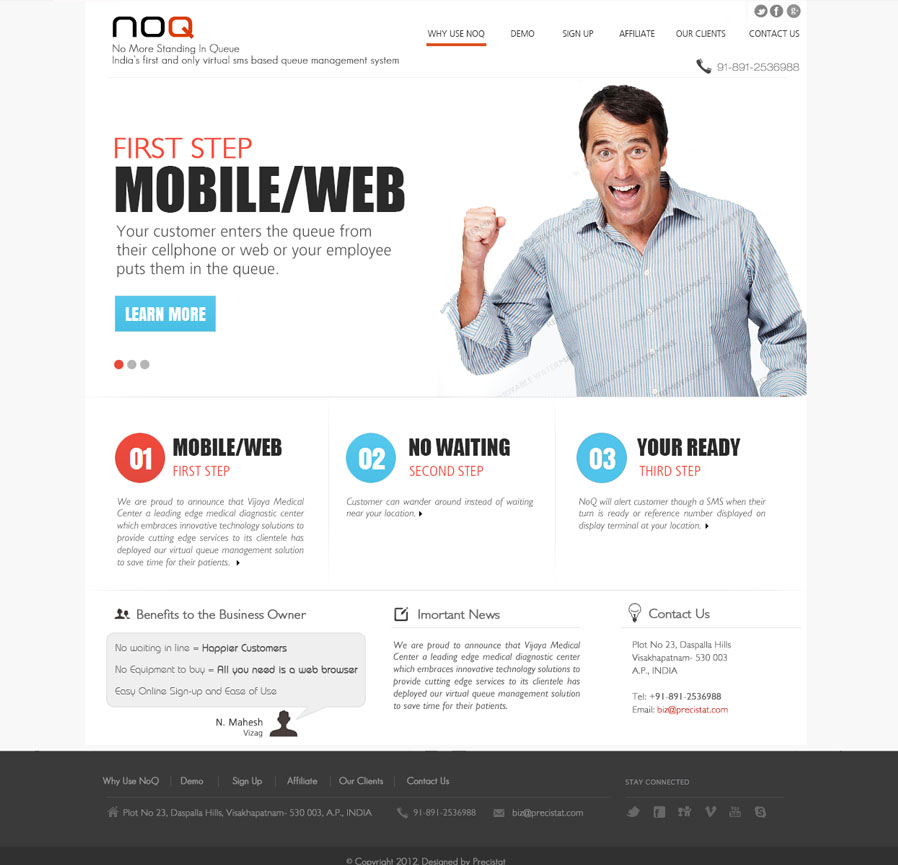 noQ
No More Standing In Queue
India's first and only virtual sms based queue management system
WHY USE NOQ DEMO SIGN UP AFFILIATE OUR CLIENTS CONTACT US
91-891-2536988
FIRST STEP
MOBILE/WEB
Your customer enters the queue from
their cellphone or web or your employee
puts them in the queue.
LEARN MORE
REMOVABLE WATERMARK
REMOVABLE WATERMARK
REMOVABLE WATERMARK
01
MOBILE/WEB
FIRST STEP
We are proud to announce that Vijaya Medical
Center a leading edge medical diagnostic center
which embraces innovative technology solutions to
provide cutting edge services to its clientele has
deployed our virtual queue management solution
to save time for their patients.
02
NO WAITING
SECOND STEP
Customer can wander around instead of waiting
near your location.
03
YOUR READY
THIRD STEP
NoQ will alert customer though a SMS when their
turn is ready or reference number displayed on
display terminal at your location.
Benefits to the Business Owner
No waiting in line = Happier Customers
No Equipment to buy = All you need is a web browser
Easy Online Sign-up and Ease of Use
N. Mahesh
Vizag
Imortant News
We are proud to announce that Vijaya Medical
Center a leading edge medical diagnostic center
which embraces innovative technology solutions to
provide cutting edge services to its clientele has
deployed our virtual queue management solution
to save time for their patients.
Contact Us
Plot No 23, Daspalla Hills
Visakhapatnam- 530 003
A.P., INDIA
Tel: +91-891-2536988
Email: biz@precistat.com
Why Use NoQ Demo Sign Up Affiliate Our Clients Contact Us
STAY CONNECTED
Plot No 23, Daspalla Hills, Visakhapatnam- 530 003, A.P., INDIA 91-891-2536988 biz@precistat.com
© Copyright 2012. Designed by Precistat